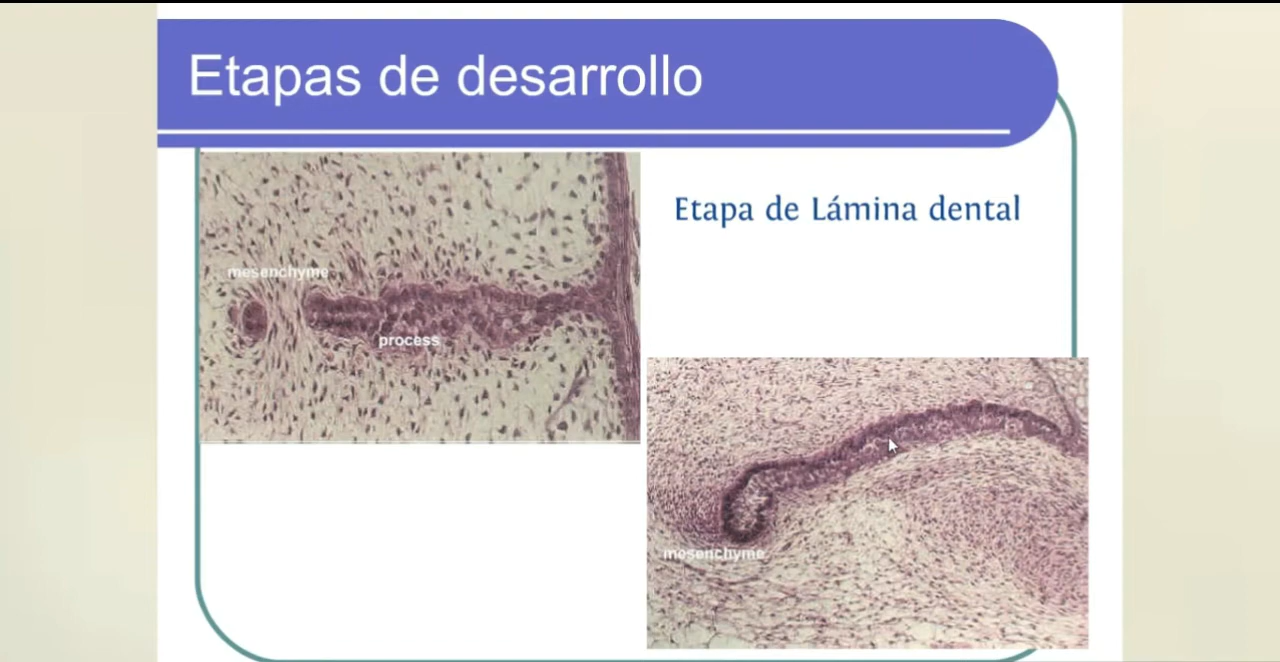 Etapas de desarrollo
Etapa de Lámina dental
mesenchyme
process
mesenchyme